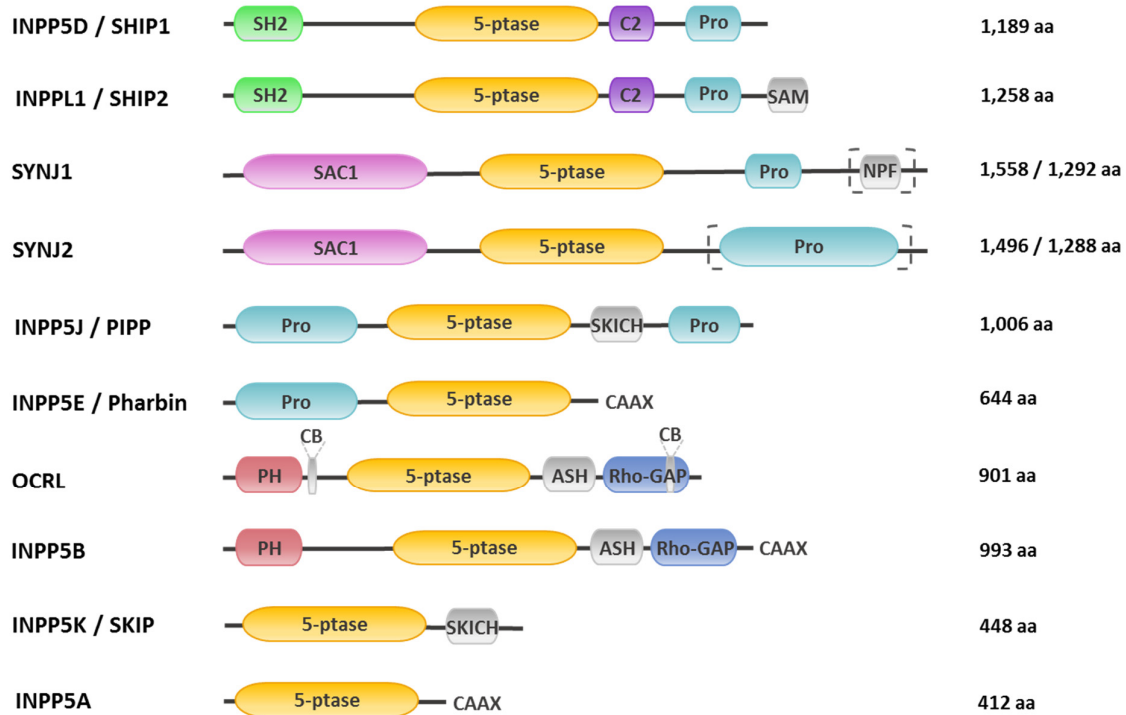 INPP5D / SHIP1 SH2 5-ptase C2 Pro 1,189 aa
INPPL1 / SHIP2 SH2 5-ptase C2 Pro SAM 1,258 aa
SYNJ1 SAC1 5-ptase Pro NPF 1,558 / 1,292 aa
SYNJ2 SAC1 5-ptase Pro 1,496 / 1,288 aa
INPP5J / PIPP Pro 5-ptase SKICH Pro 1,006 aa
INPP5E / Pharbin Pro 5-ptase CAAX 644 aa
CB CB
OCRL PH 5-ptase ASH Rho-GAP 901 aa
INPP5B PH 5-ptase ASH Rho-GAP CAAX 993 aa
INPP5K / SKIP 5-ptase SKICH 448 aa
INPP5A 5-ptase CAAX 412 aa